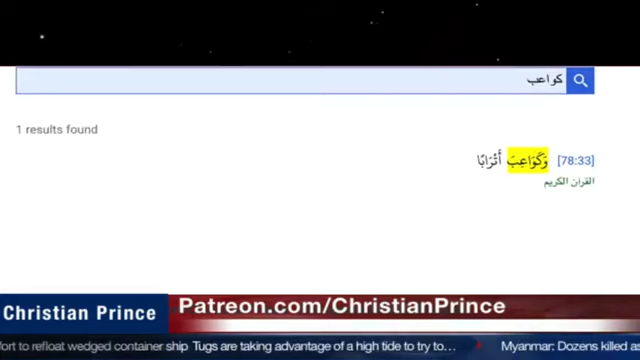 كواعب
1 results found
وَكَوَاعِبَ أَتْرَابًا [78:33]
القران الكريم
Christian Prince
Patreon.com/ChristianPrince
fort to refloat wedged container ship Tugs are taking advantage of a high tide to try to... Myanmar: Dozens killed as